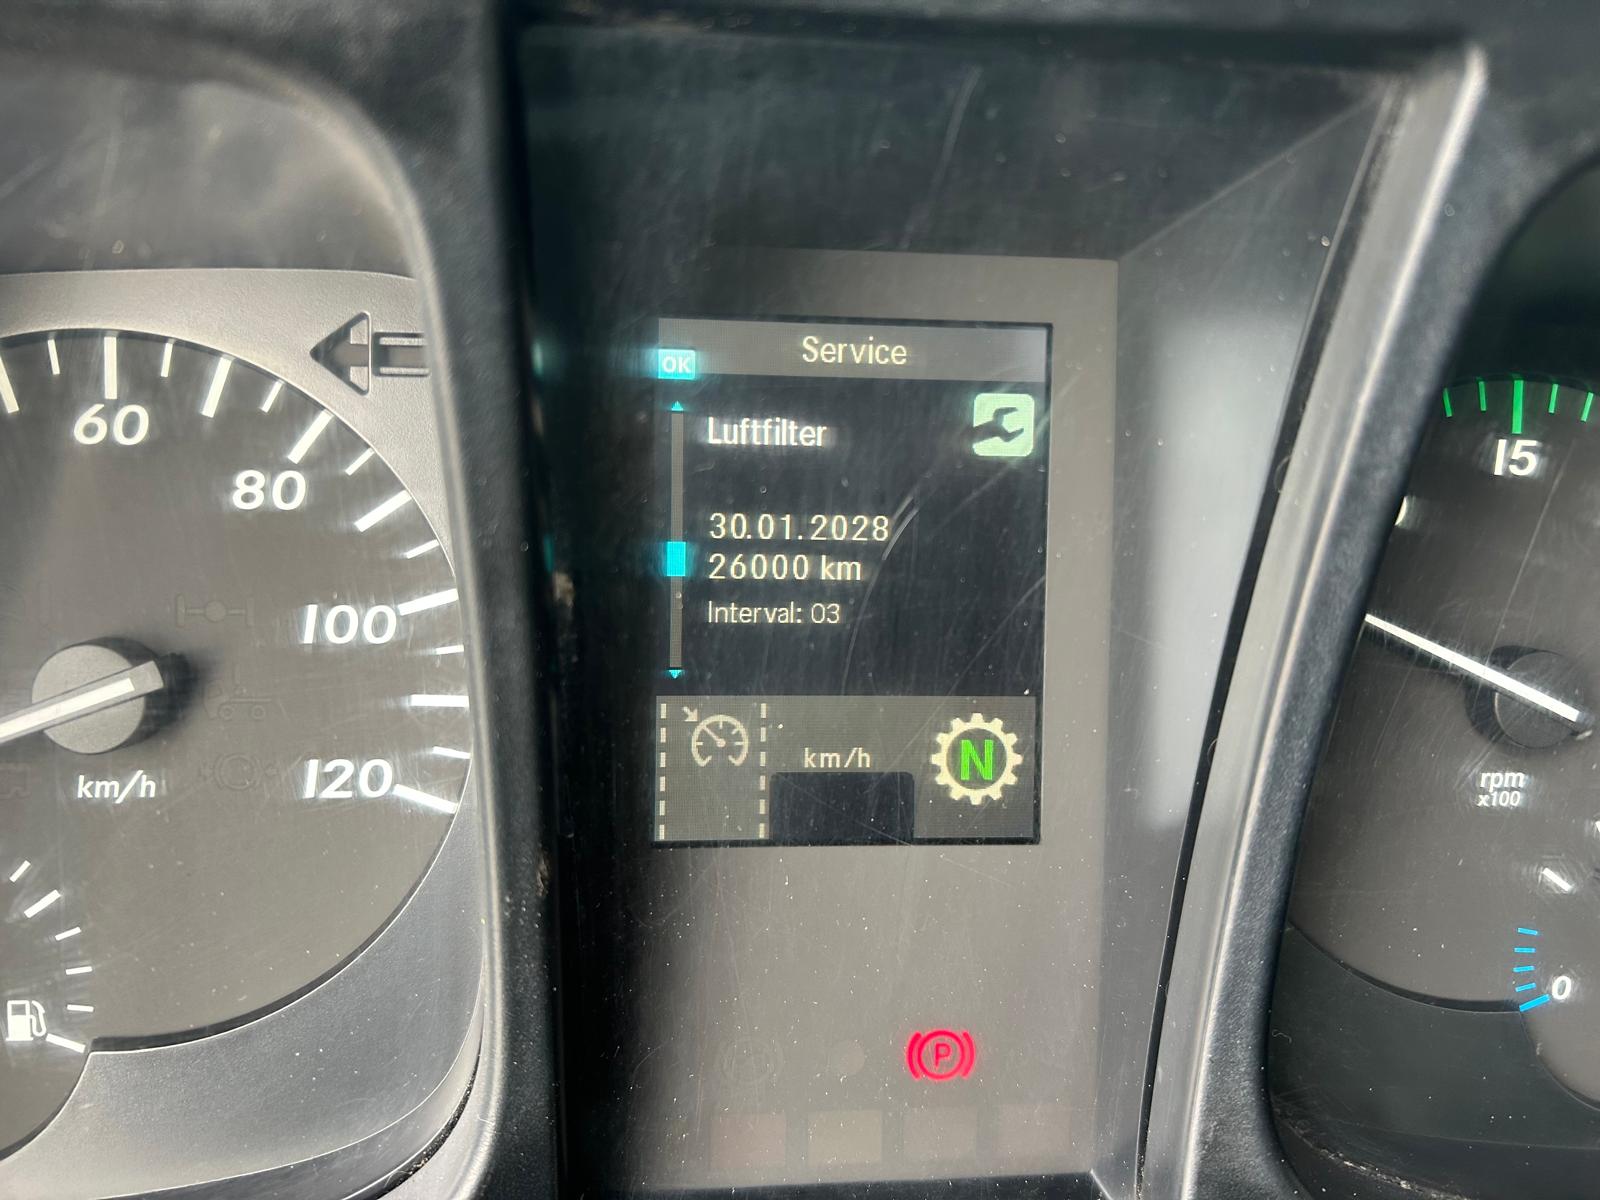 Service
OK
Luftfilter
30.01.2028
26000 km
Interval: 03
km/h
N
P
60
80
100
120
km/h
15
rpm
x100
0